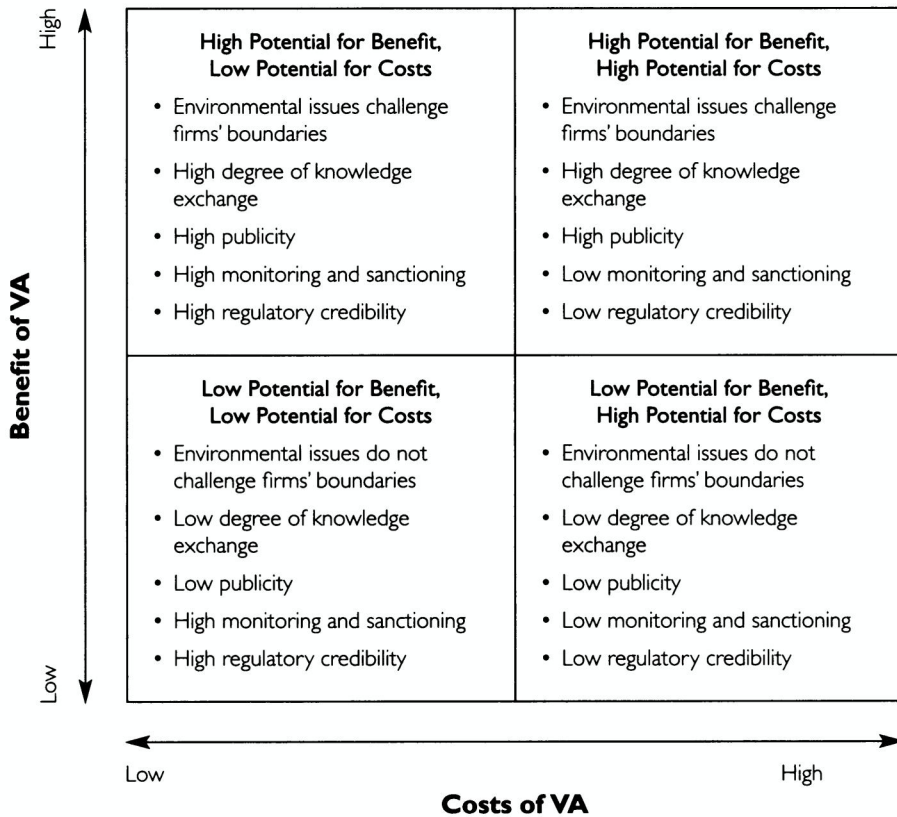 High
Benefit of VA
Low
High Potential for Benefit,
Low Potential for Costs
• Environmental issues challenge
firms' boundaries
• High degree of knowledge
exchange
• High publicity
• High monitoring and sanctioning
• High regulatory credibility
High Potential for Benefit,
High Potential for Costs
• Environmental issues challenge
firms' boundaries
• High degree of knowledge
exchange
• High publicity
• Low monitoring and sanctioning
• Low regulatory credibility
Low Potential for Benefit,
Low Potential for Costs
• Environmental issues do not
challenge firms' boundaries
• Low degree of knowledge
exchange
• Low publicity
• High monitoring and sanctioning
• High regulatory credibility
Low Potential for Benefit,
High Potential for Costs
• Environmental issues do not
challenge firms' boundaries
• Low degree of knowledge
exchange
• Low publicity
• Low monitoring and sanctioning
• Low regulatory credibility
Low
High
Costs of VA